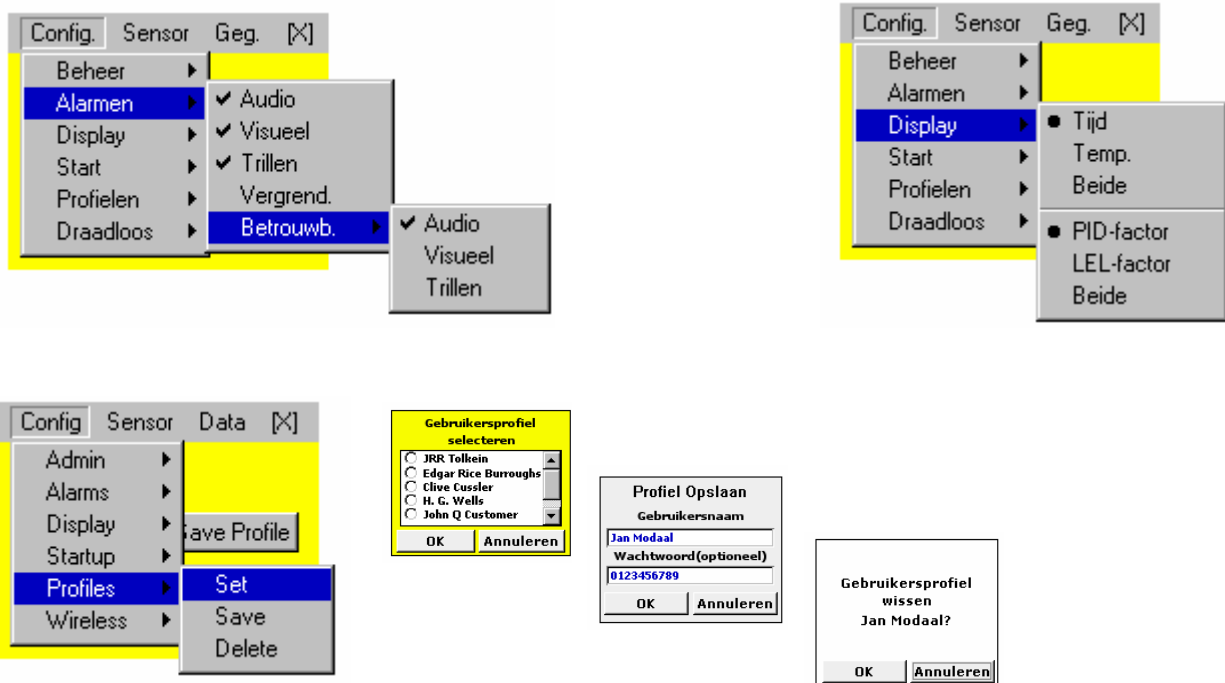 Config. Sensor Geg. [X]
Beheer
Alarmen
Display
Start
Profielen
Draadloos
Audio
Visueel
Trillen
Vergrend.
Betrouwb.
Audio
Visueel
Trillen
Config. Sensor Geg. [X]
Beheer
Alarmen
Display
Start
Profielen
Draadloos
Tijd
Temp.
Beide
PID-factor
LEL-factor
Beide
Config Sensor Data [X]
Admin
Alarms
Display
Startup
Profiles
Wireless
ave Profile
Set
Save
Delete
Gebruikersprofiel
selecteren
JRR Tolkein
Edgar Rice Burroughs
Clive Cussler
H. G. Wells
John Q Customer
OK Annuleren
Profiel Opslaan
Gebruikersnaam
Jan Modaal
Wachtwoord(optioneel)
0123456789
OK Annuleren
Gebruikersprofiel
wissen
Jan Modaal?
OK Annuleren